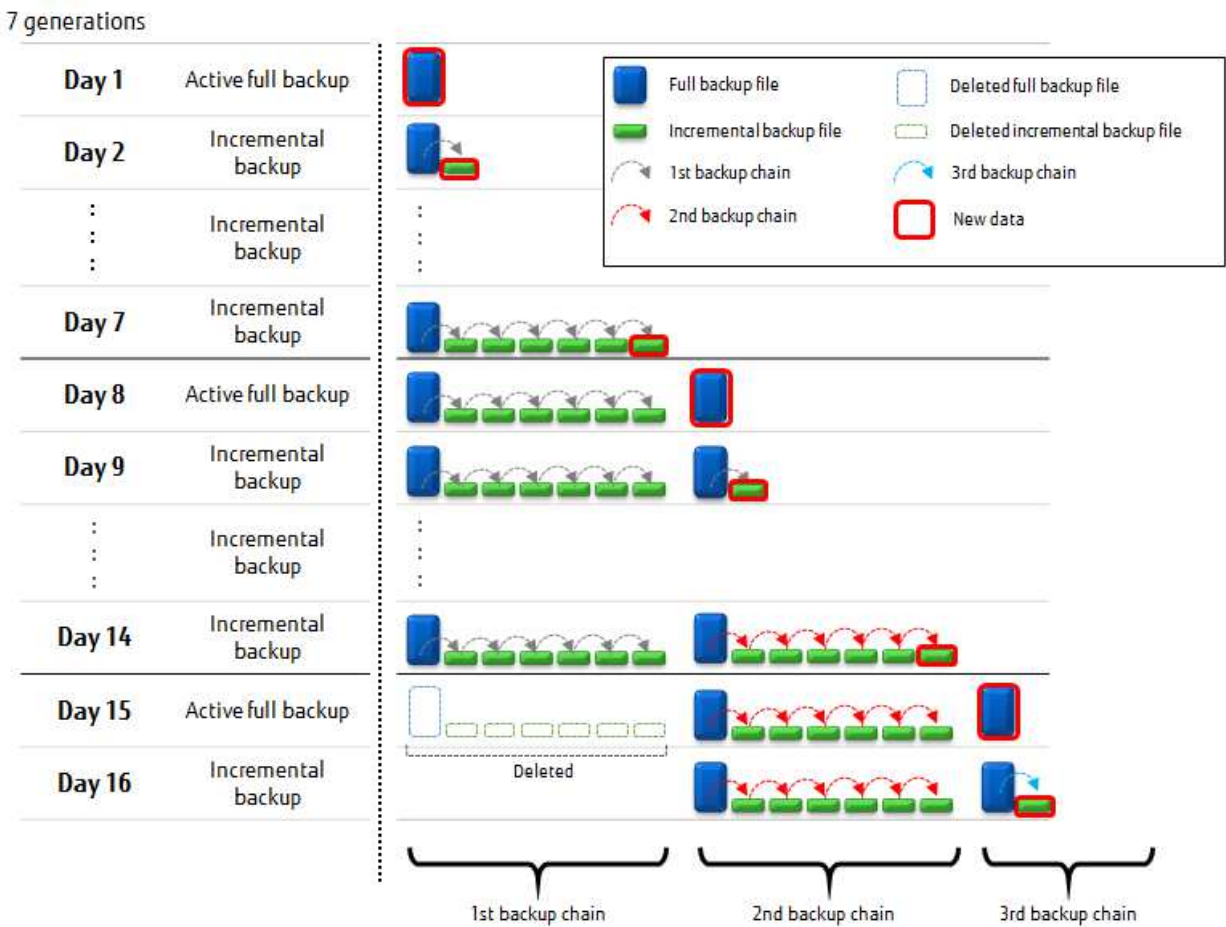 7 generations
Day 1 Active full backup
Full backup file Deleted full backup file
Incremental backup file Deleted incremental backup file
1st backup chain 3rd backup chain
2nd backup chain New data
Day 2 Incremental
backup
Incremental
backup
Day 7 Incremental
backup
Day 8 Active full backup
Day 9 Incremental
backup
Incremental
backup
Day 14 Incremental
backup
Day 15 Active full backup
Deleted
Day 16 Incremental
backup
1st backup chain 2nd backup chain 3rd backup chain